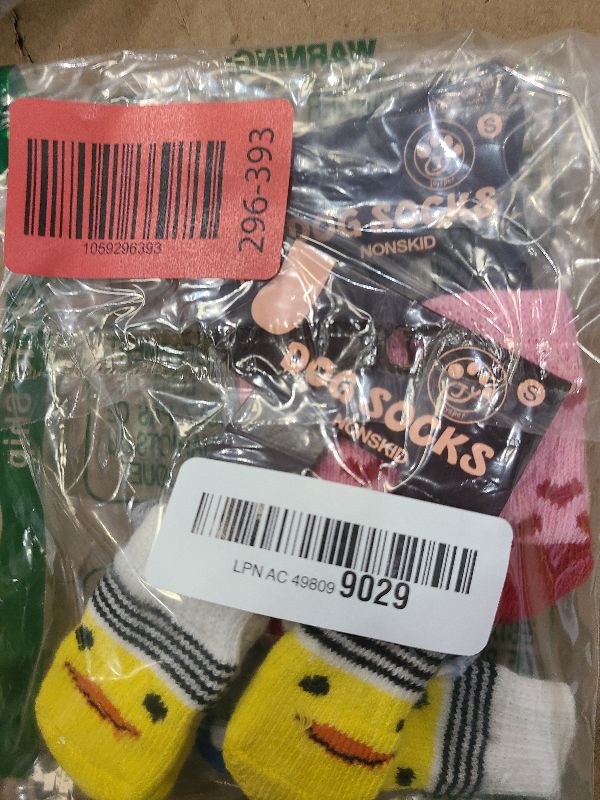 WARNING:
S
DOG SOCKS
NONSKID
296-393
1059296393
DOG SOCKS
NONSKID
S
LPN AC 49809 9029